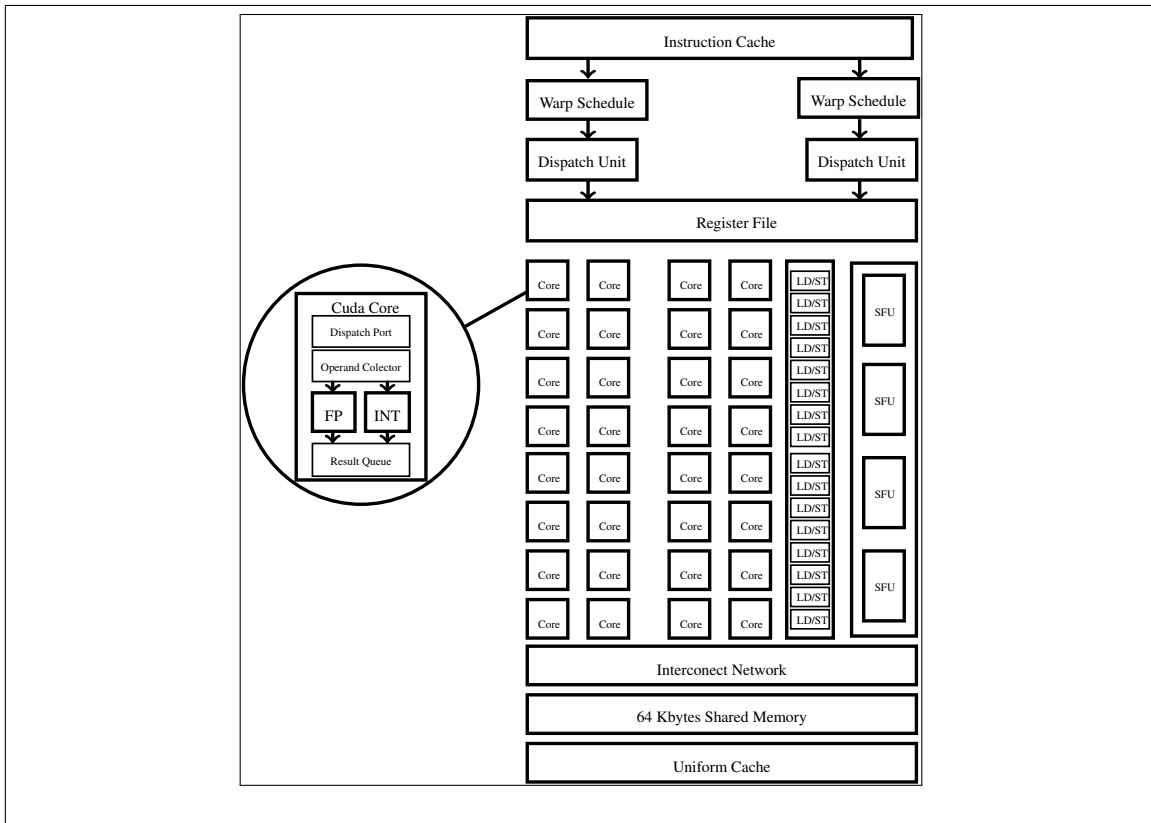 Instruction Cache
Warp Schedule Warp Schedule
Dispatch Unit Dispatch Unit
Register File
Core Core Core Core LD/ST SFU
LD/ST
Core Core Core Core LD/ST
LD/ST
Core Core Core Core LD/ST SFU
LD/ST
Core Core Core Core LD/ST
LD/ST
Core Core Core Core LD/ST SFU
LD/ST
Core Core Core Core LD/ST
LD/ST
Core Core Core Core LD/ST SFU
LD/ST
Core Core Core Core LD/ST
LD/ST
Cuda Core
Dispatch Port
Operand Colector
FP INT
Result Queue
Interconect Network
64 Kbytes Shared Memory
Uniform Cache